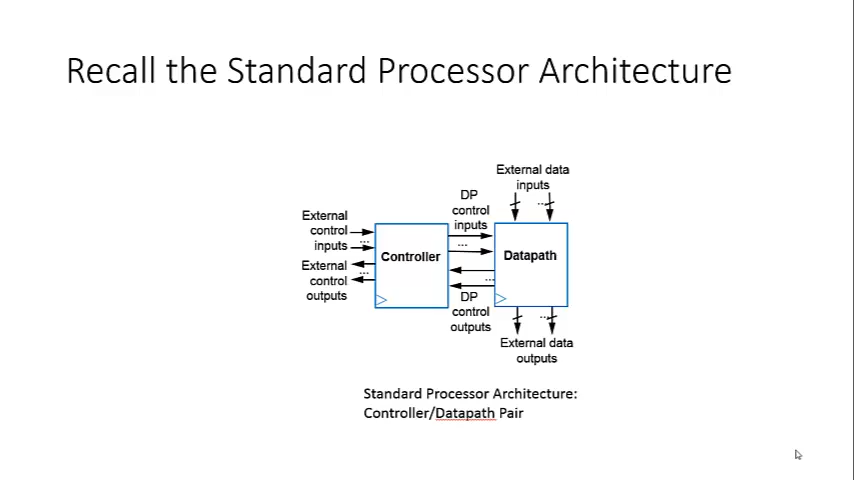 Recall the Standard Processor Architecture
External data
inputs
DP
control
inputs
...
...
External
control
inputs
...
External
control
outputs
...
Controller
Datapath
...
DP
control
outputs
...
External data
outputs
Standard Processor Architecture:
Controller/Datapath Pair